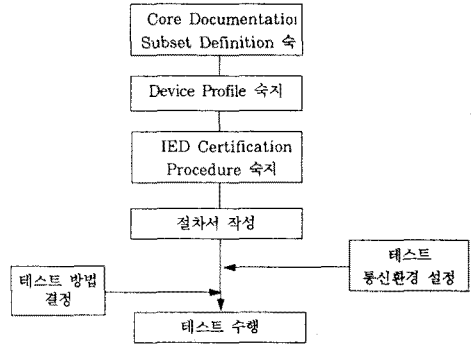 Core Documentation
Subset Definition 숙
Device Profile 숙지
IED Certification
Procedure 숙지
절차서 작성
테스트
통신환경 설정
테스트 방법
결정
테스트 수행